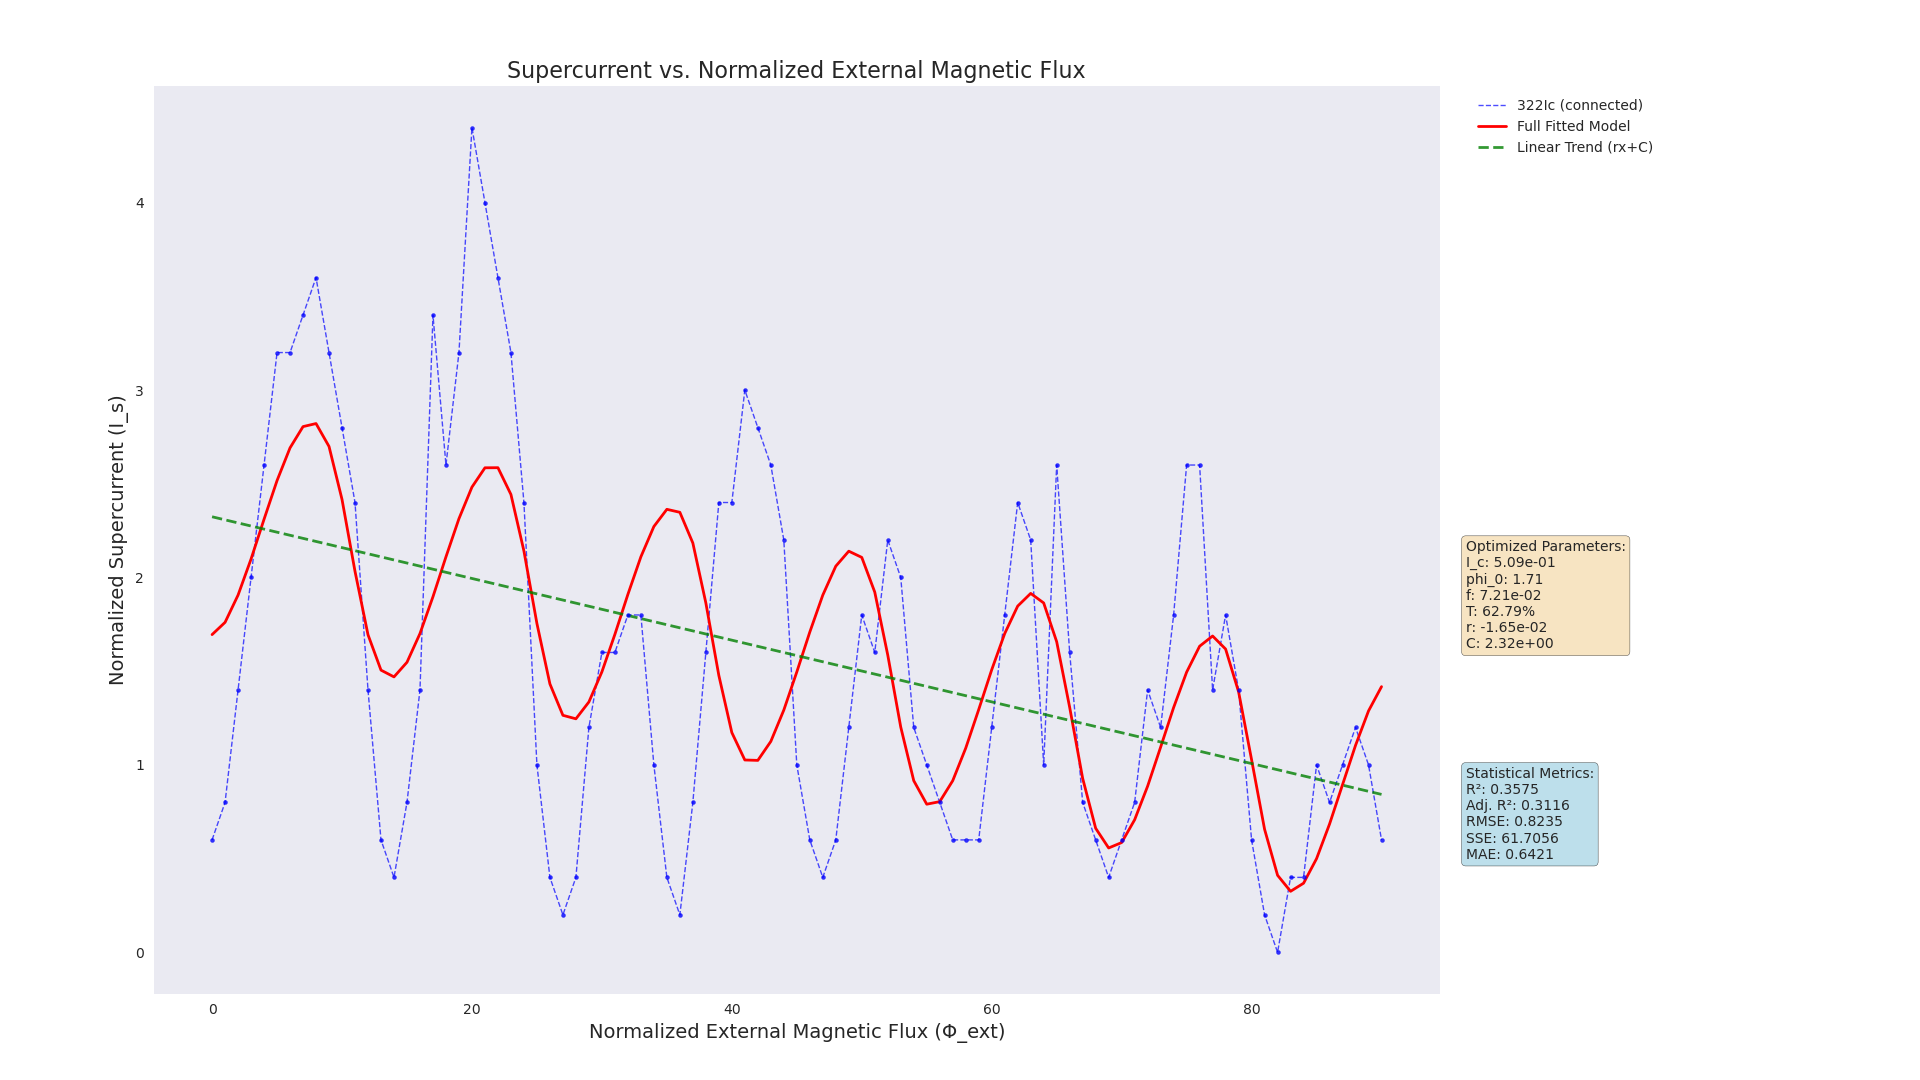 Supercurrent vs. Normalized External Magnetic Flux
322Ic (connected)
Full Fitted Model
Linear Trend (rx+C)
Normalized Supercurrent (I_s)
4
3
2
1
0
0 20 40 60 80
Normalized External Magnetic Flux (Φ_ext)
Optimized Parameters:
I_c: 5.09e-01
phi_0: 1.71
f: 7.21e-02
T: 62.79%
r: -1.65e-02
C: 2.32e+00
Statistical Metrics:
R²: 0.3575
Adj. R²: 0.3116
RMSE: 0.8235
SSE: 61.7056
MAE: 0.6421